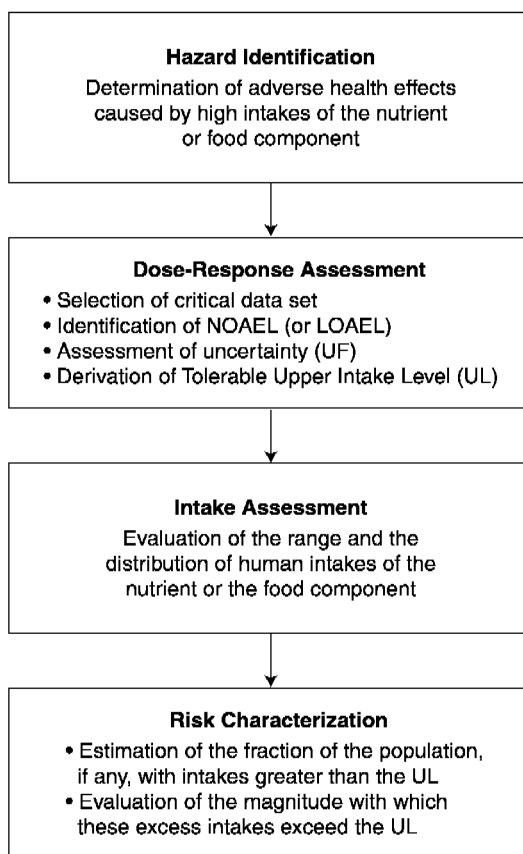 Hazard Identification
Determination of adverse health effects
caused by high intakes of the nutrient
or food component
Dose-Response Assessment
• Selection of critical data set
• Identification of NOAEL (or LOAEL)
• Assessment of uncertainty (UF)
• Derivation of Tolerable Upper Intake Level (UL)
Intake Assessment
Evaluation of the range and the
distribution of human intakes of the
nutrient or the food component
Risk Characterization
• Estimation of the fraction of the population,
if any, with intakes greater than the UL
• Evaluation of the magnitude with which
these excess intakes exceed the UL